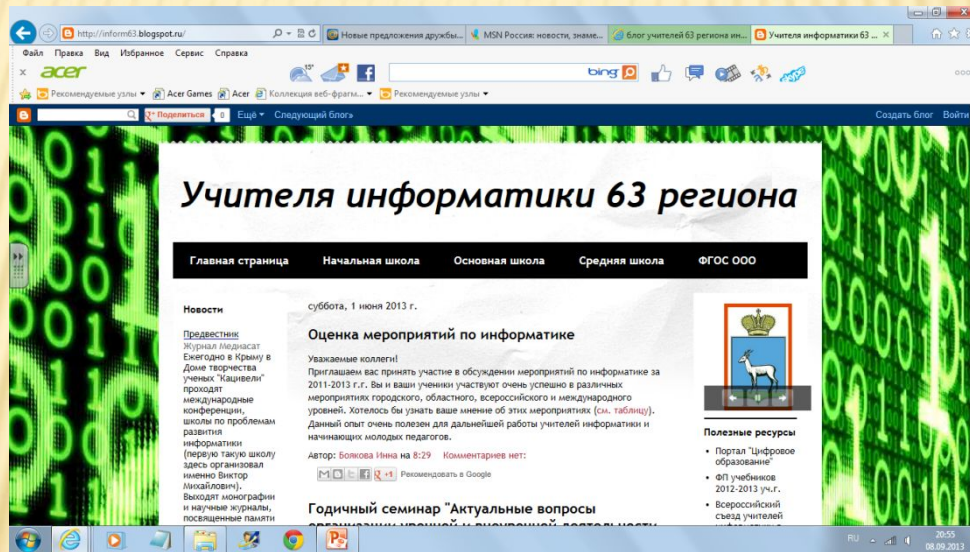 http://inform63.blogspot.ru/
Новые предложения дружбы...
MSN Россия: новости, знаме...
блог учителей 63 региона ин...
Учителя информатики 63 ...
Файл Правка Вид Избранное Сервис Справка
acer
15°
bing
Рекомендуемые узлы Acer Games Acer Коллекция веб-фрагм... Рекомендуемые узлы
Поделиться 0 Ещё Следующий блог» Создать блог Войти
Учителя информатики 63 региона
Главная страница Начальная школа Основная школа Средняя школа ФГОС ООО
Новости
Предвестник
Журнал Медиасат
Ежегодно в Крыму в
Доме творчества
ученых "Кацивели"
проходят
международные
конференции,
школы по проблемам
развития
информатики
(первую такую школу
здесь организовал
именно Виктор
Михайлович).
Выходят монографии
и научные журналы,
посвященные памяти
суббота, 1 июня 2013 г.
Оценка мероприятий по информатике
Уважаемые коллеги!
Приглашаем вас принять участие в обсуждении мероприятий по информатике за
2011-2013 г.г. Вы и ваши ученики участвуют очень успешно в различных
мероприятиях городского, областного, всероссийского и международного
уровней. Хотелось бы узнать ваше мнение об этих мероприятиях (см. таблицу).
Данный опыт очень полезен для дальнейшей работы учителей информатики и
начинающих молодых педагогов.
Автор: Боякова Инна на 8:29 Комментариев нет:
+1 Рекомендовать в Google
Годичный семинар "Актуальные вопросы
организации урочной и внеурочной деятельности
Полезные ресурсы
Портал "Цифровое
образование"
ФП учебников
2012-2013 уч.г.
Всероссийский
съезд учителей
RU 20:55
08.09.2013